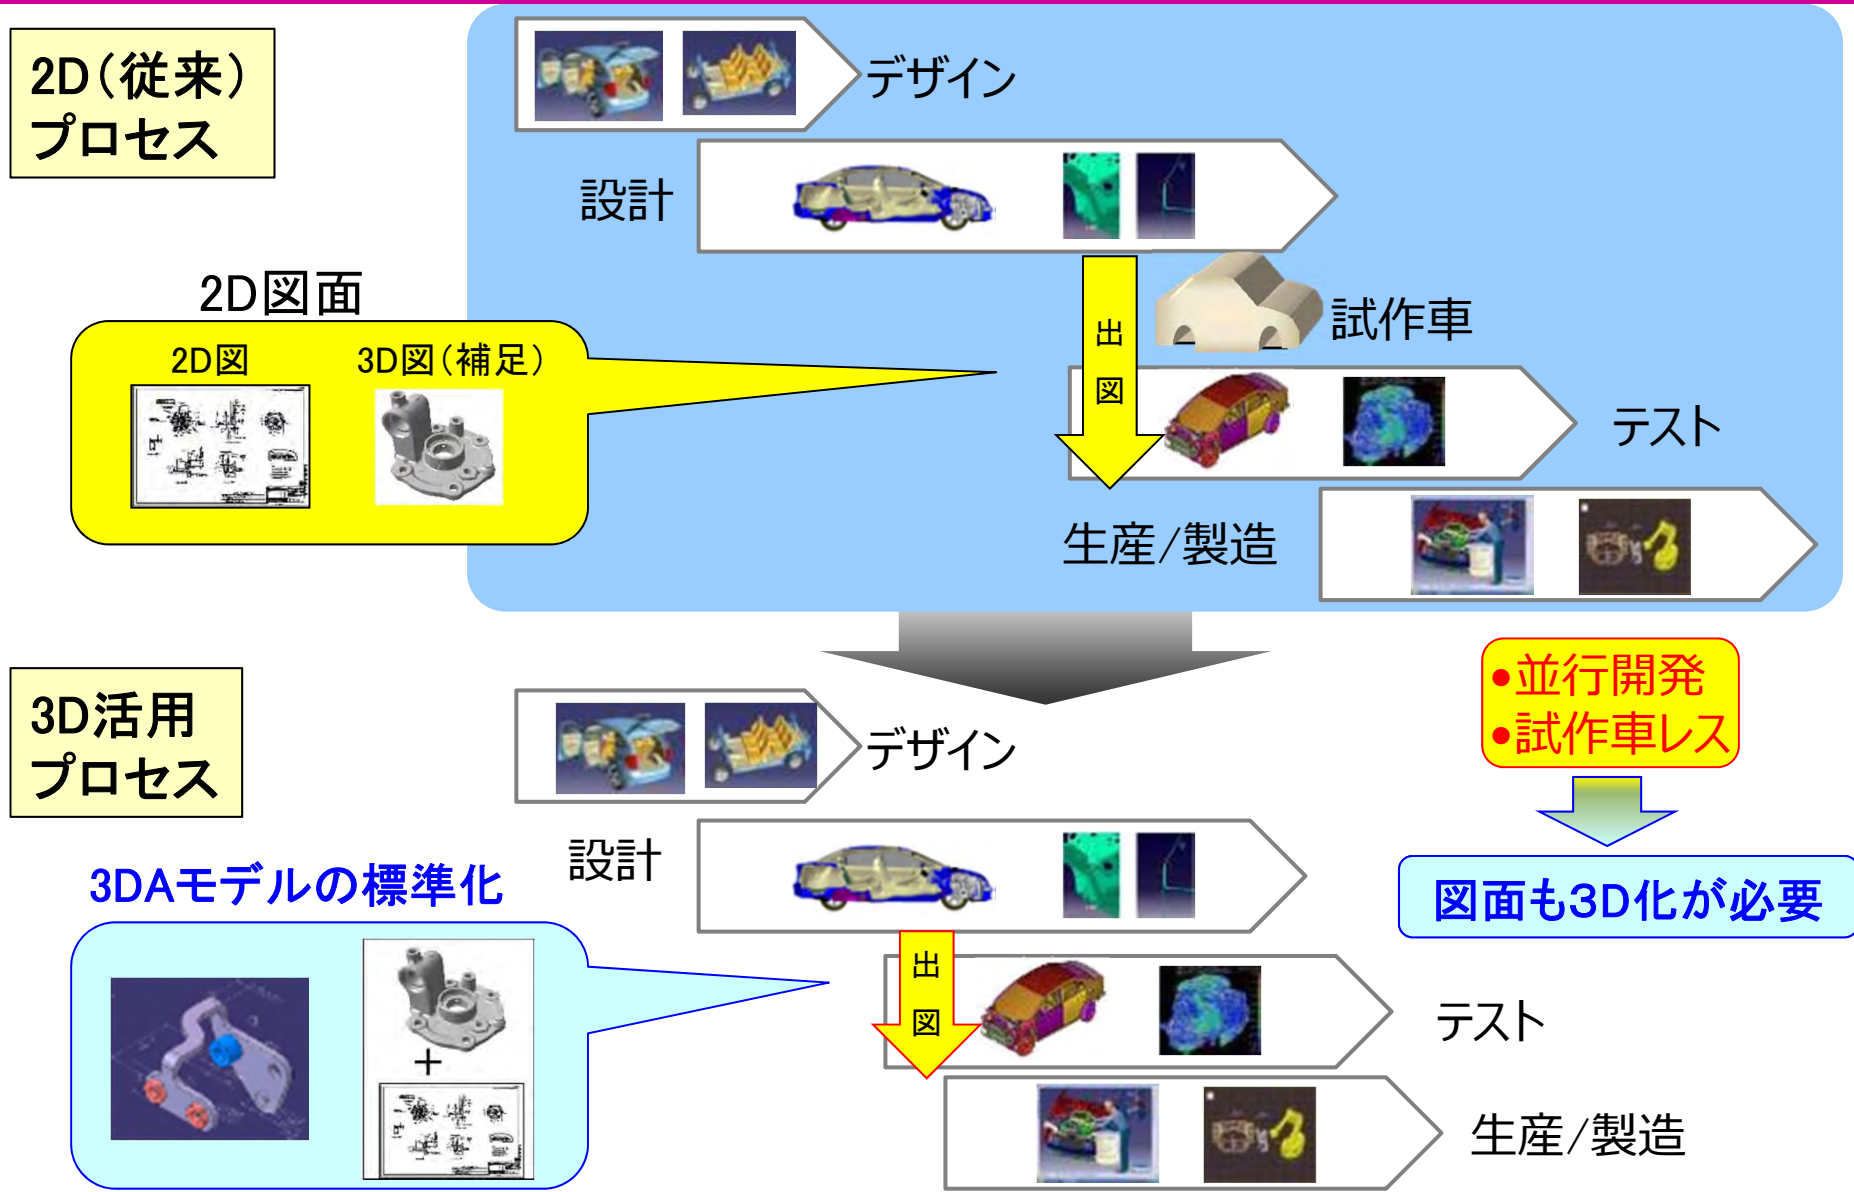 2D(従来)
プロセス
デザイン
設計
2D図面
2D図
3D図(補足)
出
図
試作車
テスト
生産/製造
3D活用
プロセス
•並行開発
•試作車レス
デザイン
設計
図面も3D化が必要
3DAモデルの標準化
+
出
図
テスト
生産/製造